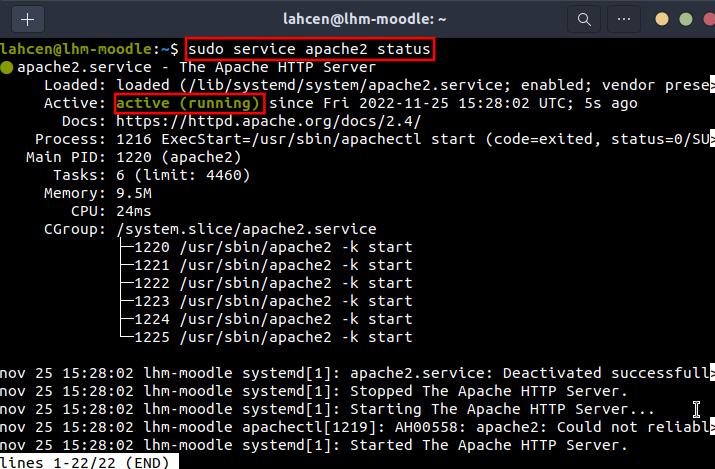 lahcen@lhm-moodle: ~
lahcen@lhm-moodle:~$ sudo service apache2 status
● apache2.service - The Apache HTTP Server
     Loaded: loaded (/lib/systemd/system/apache2.service; enabled; vendor prese>
     Active: active (running) since Fri 2022-11-25 15:28:02 UTC; 5s ago
       Docs: https://httpd.apache.org/docs/2.4/
    Process: 1216 ExecStart=/usr/sbin/apachectl start (code=exited, status=0/SU>
   Main PID: 1220 (apache2)
      Tasks: 6 (limit: 4460)
     Memory: 9.5M
        CPU: 24ms
     CGroup: /system.slice/apache2.service
             ├─1220 /usr/sbin/apache2 -k start
             ├─1221 /usr/sbin/apache2 -k start
             ├─1222 /usr/sbin/apache2 -k start
             ├─1223 /usr/sbin/apache2 -k start
             ├─1224 /usr/sbin/apache2 -k start
             └─1225 /usr/sbin/apache2 -k start
nov 25 15:28:02 lhm-moodle systemd[1]: apache2.service: Deactivated successfull>
nov 25 15:28:02 lhm-moodle systemd[1]: Stopped The Apache HTTP Server.
nov 25 15:28:02 lhm-moodle systemd[1]: Starting The Apache HTTP Server...
nov 25 15:28:02 lhm-moodle apachectl[1219]: AH00558: apache2: Could not reliabl>
nov 25 15:28:02 lhm-moodle systemd[1]: Started The Apache HTTP Server.
lines 1-22/22 (END)